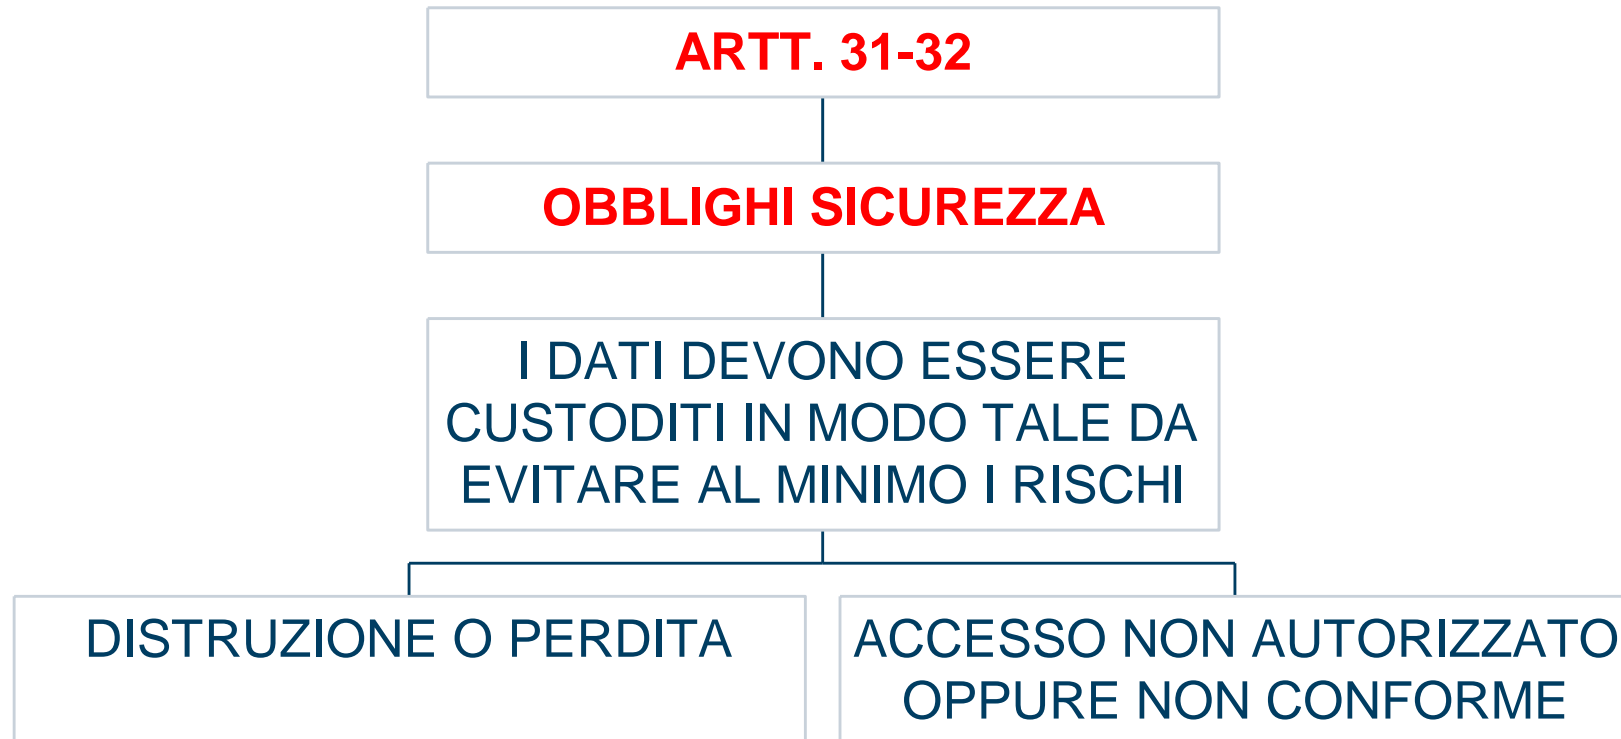 ARTT. 31-32
OBBLIGHI SICUREZZA
I DATI DEVONO ESSERE
CUSTODITI IN MODO TALE DA
EVITARE AL MINIMO I RISCHI
DISTRUZIONE O PERDITA
ACCESSO NON AUTORIZZATO
OPPURE NON CONFORME